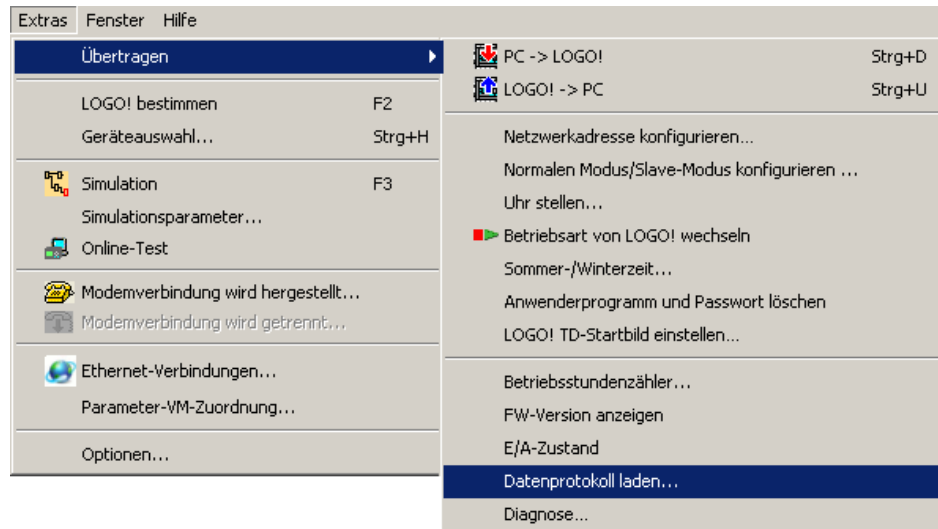 Extras Fenster Hilfe
Übertragen
LOGO! bestimmen F2
Geräteauswahl... Strg+H
Simulation F3
Simulationsparameter...
Online-Test
Modemverbindung wird hergestellt...
Modemverbindung wird getrennt...
Ethernet-Verbindungen...
Parameter-VM-Zuordnung...
Optionen...
PC -> LOGO! Strg+D
LOGO! -> PC Strg+U
Netzwerkadresse konfigurieren...
Normalen Modus/Slave-Modus konfigurieren ...
Uhr stellen...
Betriebsart von LOGO! wechseln
Sommer-/Winterzeit...
Anwenderprogramm und Passwort löschen
LOGO! TD-Startbild einstellen...
Betriebsstundenzähler...
FW-Version anzeigen
E/A-Zustand
Datenprotokoll laden...
Diagnose...